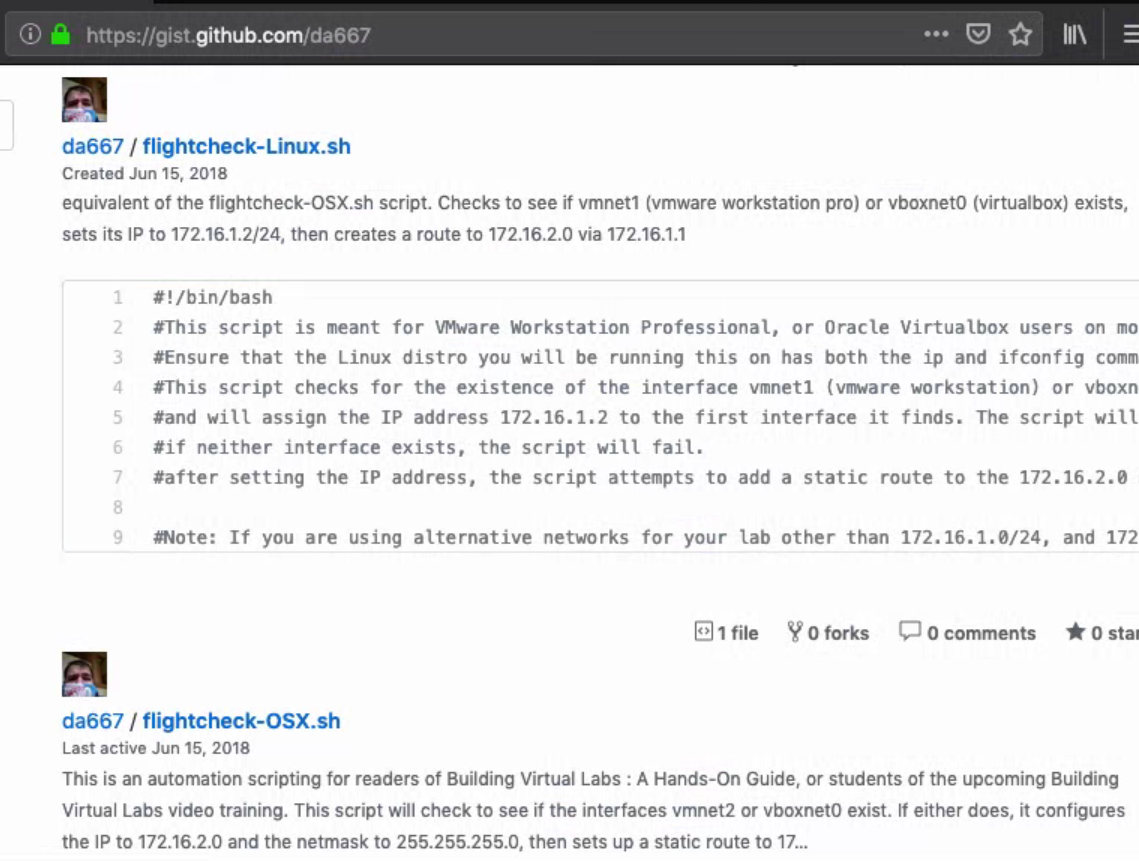 https://gist.github.com/da667
da667 / flightcheck-Linux.sh
Created Jun 15, 2018
equivalent of the flightcheck-OSX.sh script. Checks to see if vmnet1 (vmware workstation pro) or vboxnet0 (virtualbox) exists,
sets its IP to 172.16.1.2/24, then creates a route to 172.16.2.0 via 172.16.1.1
1 #!/bin/bash
2 #This script is meant for VMware Workstation Professional, or Oracle Virtualbox users on mo
3 #Ensure that the Linux distro you will be running this on has both the ip and ifconfig comm
4 #This script checks for the existence of the interface vmnet1 (vmware workstation) or vboxn
5 #and will assign the IP address 172.16.1.2 to the first interface it finds. The script will
6 #if neither interface exists, the script will fail.
7 #after setting the IP address, the script attempts to add a static route to the 172.16.2.0
8
9 #Note: If you are using alternative networks for your lab other than 172.16.1.0/24, and 172
1 file 0 forks 0 comments 0 star
da667 / flightcheck-OSX.sh
Last active Jun 15, 2018
This is an automation scripting for readers of Building Virtual Labs : A Hands-On Guide, or students of the upcoming Building
Virtual Labs video training. This script will check to see if the interfaces vmnet2 or vboxnet0 exist. If either does, it configures
the IP to 172.16.2.0 and the netmask to 255.255.255.0, then sets up a static route to 17...